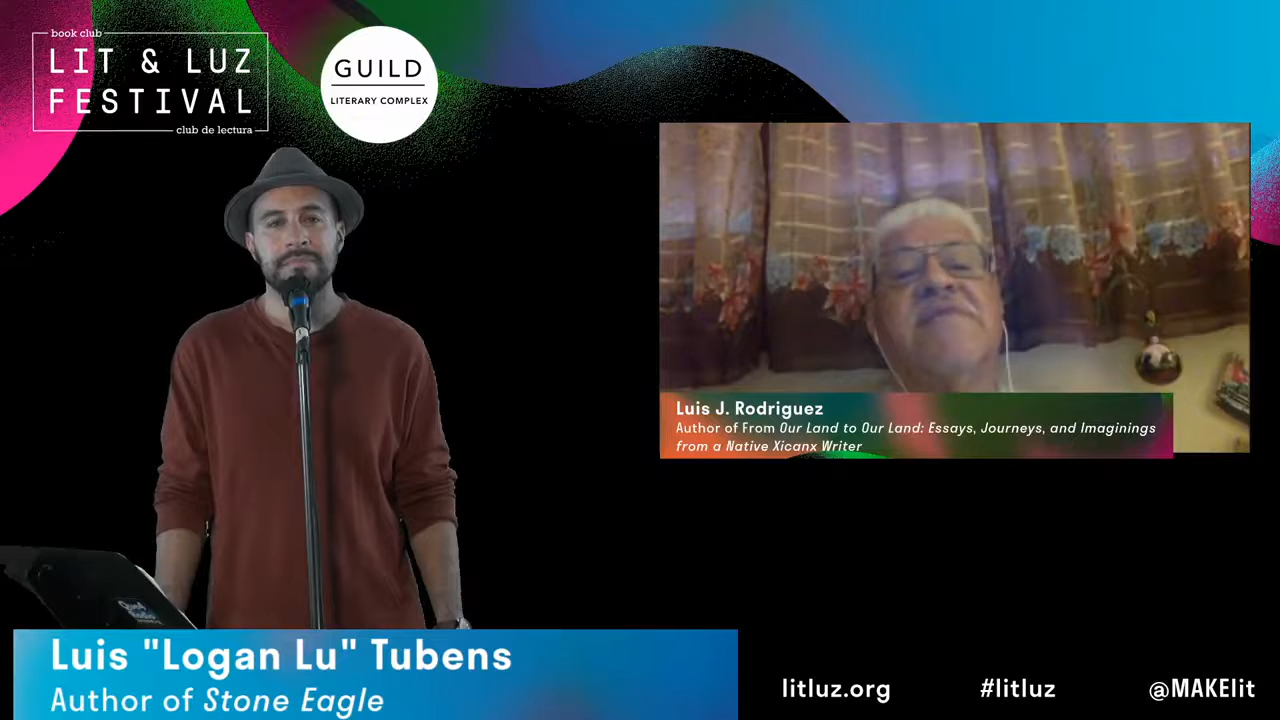 book club
LIT & LUZ
FESTIVAL
club de lectura
GUILD
LITERARY COMPLEX
Luis J. Rodriguez
Author of From Our Land to Our Land: Essays, Journeys, and Imaginings
from a Native Xicanx Writer
Luis "Logan Lu" Tubens
Author of Stone Eagle
litluz.org
#litluz
@MAKElit